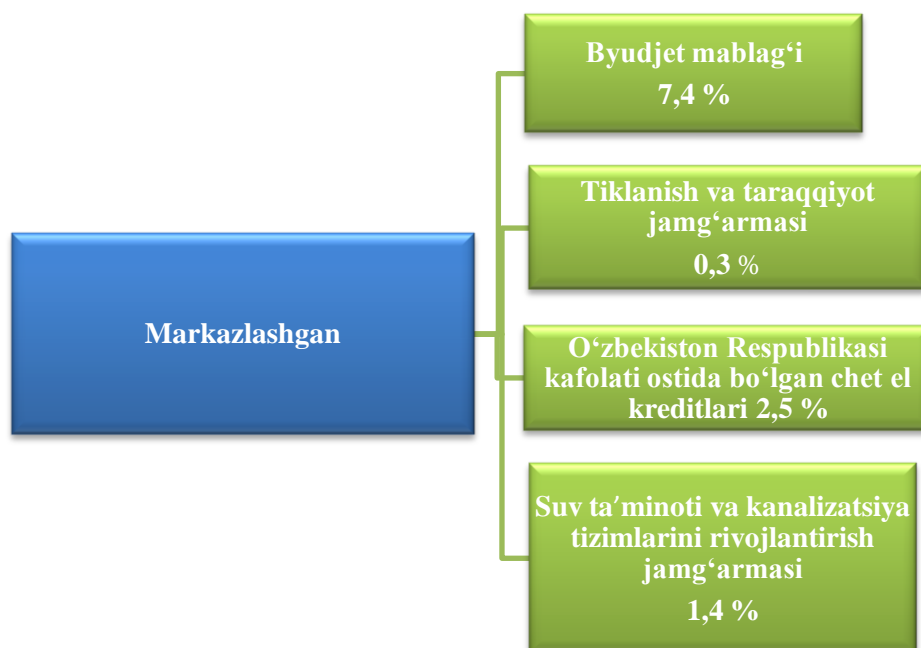 Byudjet mablag‘i
7,4 %
Tiklanish va taraqqiyot
jamg‘armasi
0,3 %
Markazlashgan
O‘zbekiston Respublikasi
kafolati ostida bo‘lgan chet el
kreditlari 2,5 %
Suv ta’minoti va kanalizatsiya
tizimlarini rivojlantirish
jamg‘armasi
1,4 %